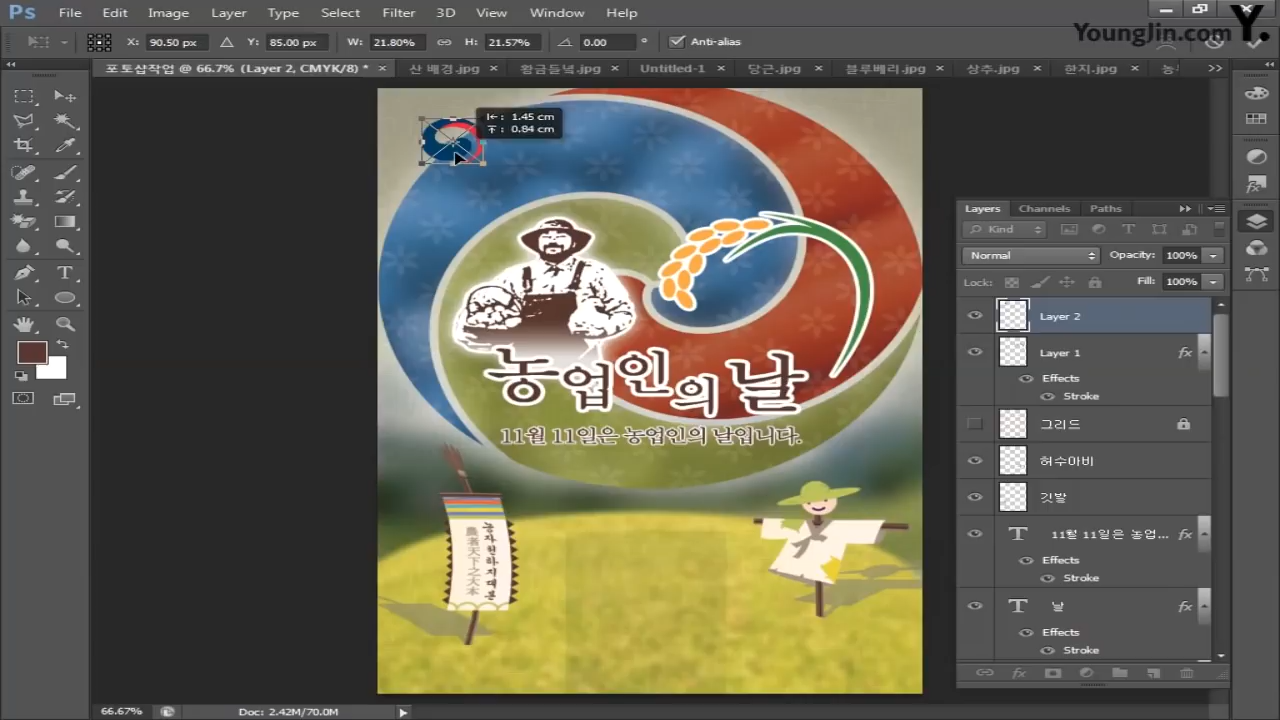 Ps File Edit Image Layer Type Select Filter 3D View Window Help
YoungJin.com Y.
X: 90.50 px Y: 85.00 px W: 21.80% H: 21.57% 0.00 ° Anti-alias
포토샵작업 @ 66.7% (Layer 2, CMYK/8) * × 산 배경.jpg × 황금들녘.jpg × Untitled-1 × 당근.jpg × 블루베리.jpg × 상추.jpg × 한지.jpg ×
: 1.45 cm
: 0.84 cm
농업인의 날
11월 11일은 농업인의 날입니다.
농자천하지대본
農者天下之大本
Layers Channels Paths
Kind
Normal Opacity: 100%
Lock: Fill: 100%
Layer 2
Layer 1 fx
Effects
Stroke
그리드
허수아비
깃발
T 11월 11일은 농업... fx
Effects
Stroke
T 날 fx
Effects
Stroke
66.67% Doc: 2.42M/70.0M